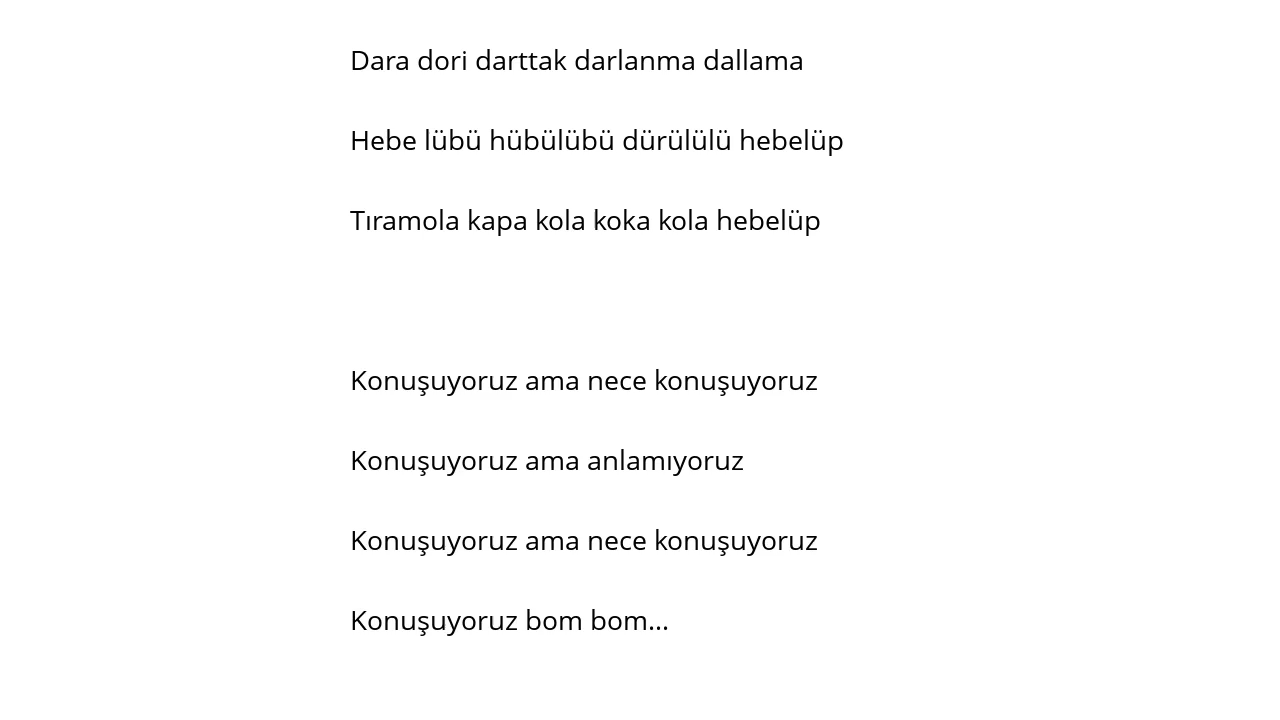 Dara dori darttak darlanma dallama
Hebe lübü hübülübü dürülülü hebelüp
Tıramola kapa kola koka kola hebelüp
Konuşuyoruz ama nece konuşuyoruz
Konuşuyoruz ama anlamıyoruz
Konuşuyoruz ama nece konuşuyoruz
Konuşuyoruz bom bom...